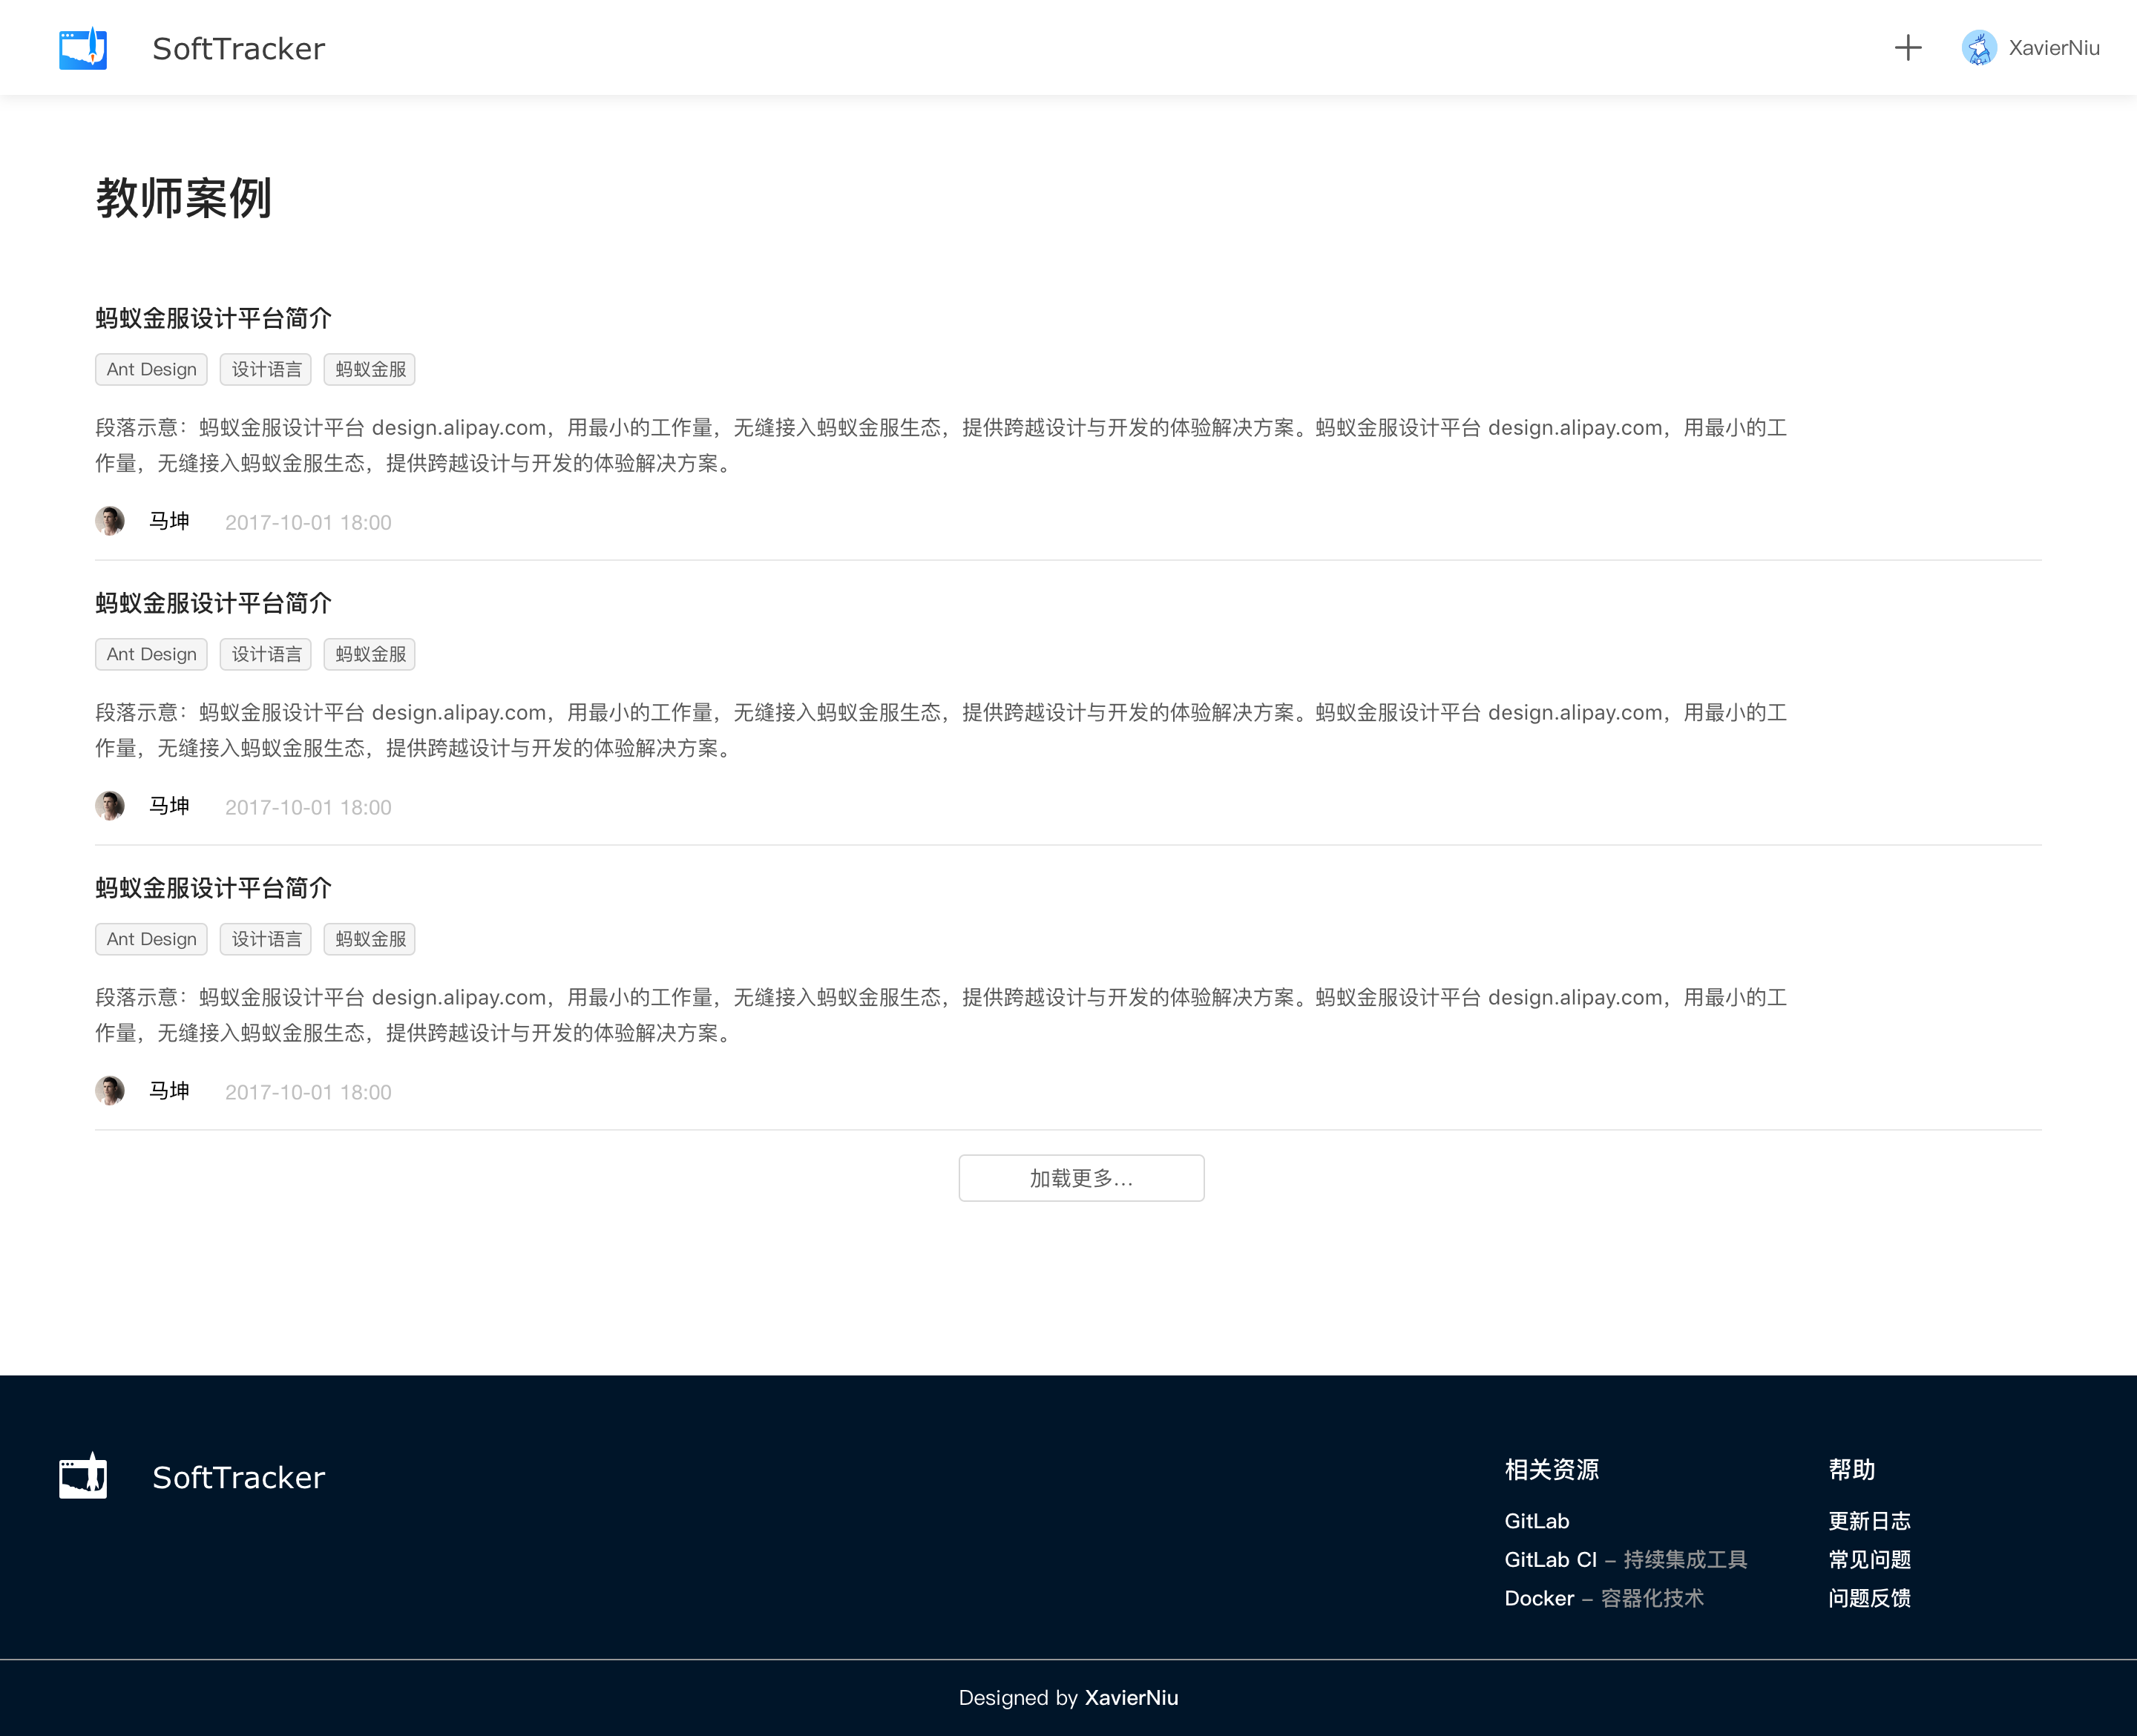 SoftTracker
XavierNiu
教师案例
蚂蚁金服设计平台简介
Ant Design 设计语言 蚂蚁金服
段落示意：蚂蚁金服设计平台 design.alipay.com，用最小的工作量，无缝接入蚂蚁金服生态，提供跨越设计与开发的体验解决方案。蚂蚁金服设计平台 design.alipay.com，用最小的工
作量，无缝接入蚂蚁金服生态，提供跨越设计与开发的体验解决方案。
马坤 2017-10-01 18:00
蚂蚁金服设计平台简介
Ant Design 设计语言 蚂蚁金服
段落示意：蚂蚁金服设计平台 design.alipay.com，用最小的工作量，无缝接入蚂蚁金服生态，提供跨越设计与开发的体验解决方案。蚂蚁金服设计平台 design.alipay.com，用最小的工
作量，无缝接入蚂蚁金服生态，提供跨越设计与开发的体验解决方案。
马坤 2017-10-01 18:00
蚂蚁金服设计平台简介
Ant Design 设计语言 蚂蚁金服
段落示意：蚂蚁金服设计平台 design.alipay.com，用最小的工作量，无缝接入蚂蚁金服生态，提供跨越设计与开发的体验解决方案。蚂蚁金服设计平台 design.alipay.com，用最小的工
作量，无缝接入蚂蚁金服生态，提供跨越设计与开发的体验解决方案。
马坤 2017-10-01 18:00
加载更多...
SoftTracker
相关资源
GitLab
GitLab CI – 持续集成工具
Docker – 容器化技术
帮助
更新日志
常见问题
问题反馈
Designed by XavierNiu